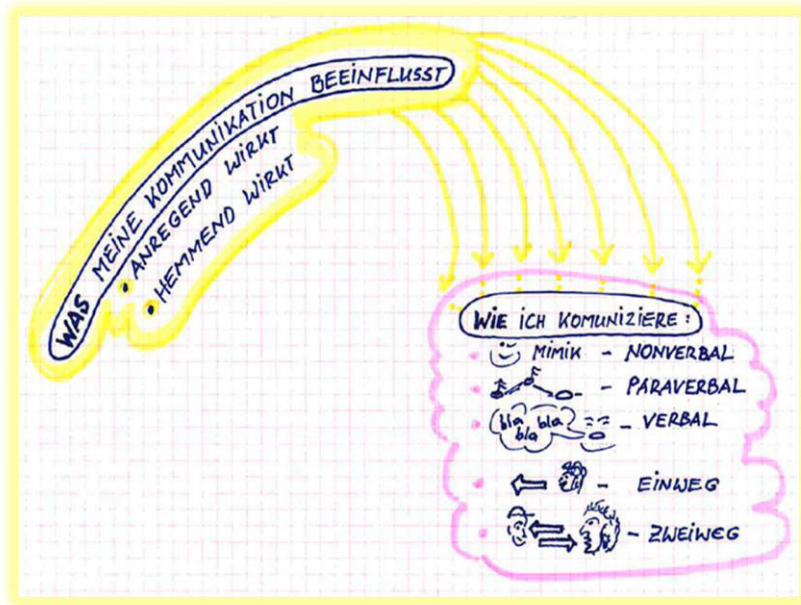 WAS MEINE KOMMUNIKATION BEEINFLUSST
ANREGEND WIRKT
HEMMEND WIRKT
WIE ICH KOMUNIZIERE:
MIMIK - NONVERBAL
- PARAVERBAL
bla bla bla bla - VERBAL
- EINWEG
- ZWEIWEG